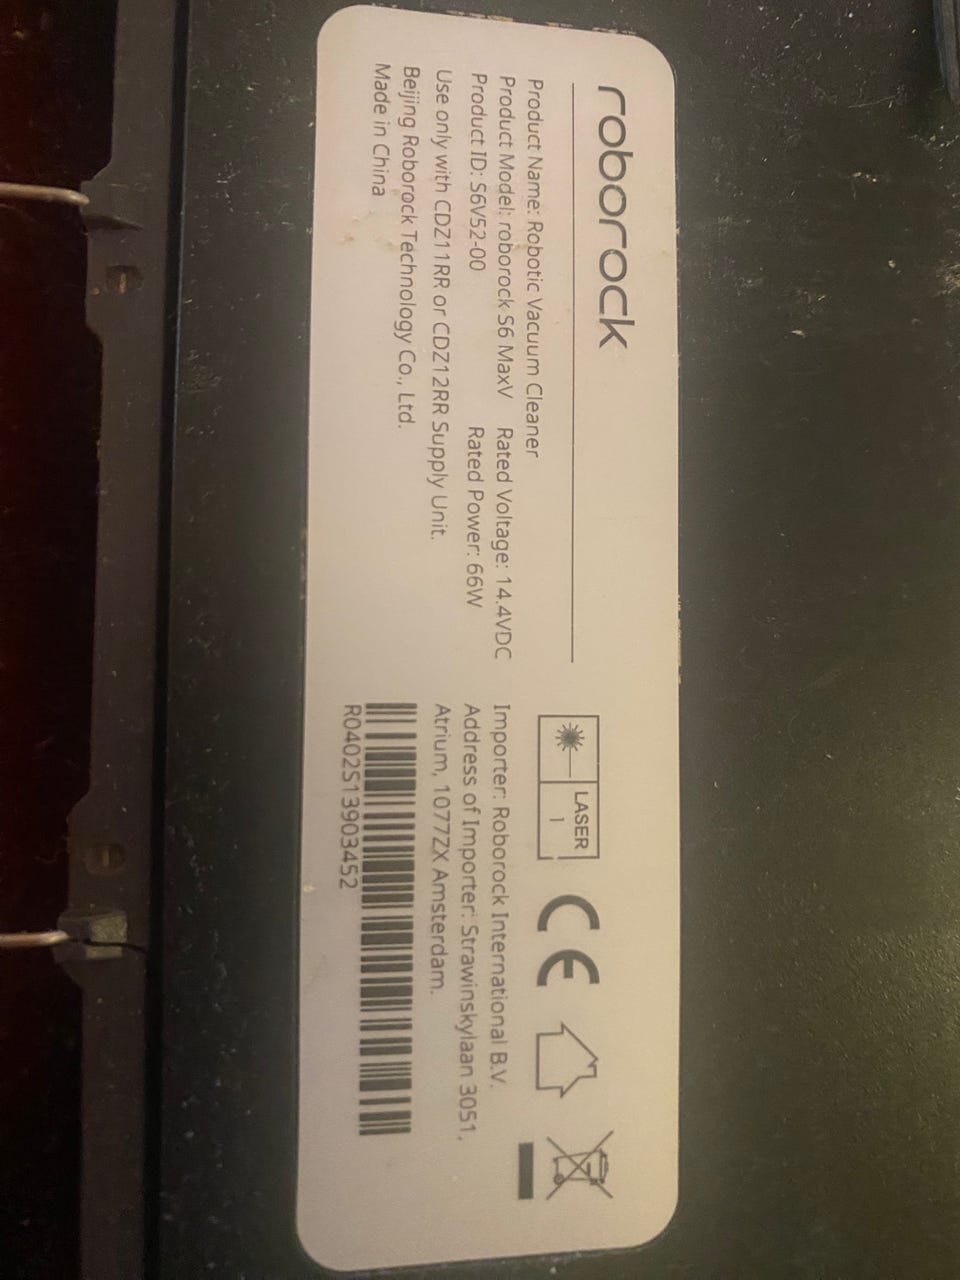 roborock
Product Name: Robotic Vacuum Cleaner
Product Model: roborock S6 MaxV Rated Voltage: 14.4VDC
Product ID: S6V52-00 Rated Power: 66W
Use only with CDZ11RR or CDZ12RR Supply Unit.
Beijing Roborock Technology Co., Ltd.
Made in China
LASER
1
CE
Importer: Roborock International B.V.
Address of Importer: Strawinskylaan 3051,
Atrium, 1077ZX Amsterdam.
R0402S13903452